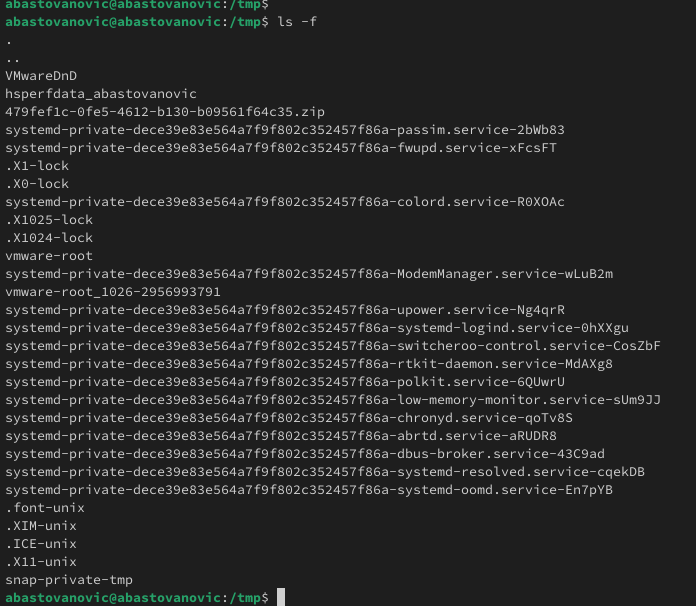 abastovanovic@abastovanovic:/tmp$
abastovanovic@abastovanovic:/tmp$ ls -f
.
..
VMwareDnD
hsperfdata_abastovanovic
479fef1c-0fe5-4612-b130-b09561f64c35.zip
systemd-private-dece39e83e564a7f9f802c352457f86a-passim.service-2bWb83
systemd-private-dece39e83e564a7f9f802c352457f86a-fwupd.service-xFcsFT
.X1-lock
.X0-lock
systemd-private-dece39e83e564a7f9f802c352457f86a-colord.service-R0XOAc
.X1025-lock
.X1024-lock
vmware-root
systemd-private-dece39e83e564a7f9f802c352457f86a-ModemManager.service-wLuB2m
vmware-root_1026-2956993791
systemd-private-dece39e83e564a7f9f802c352457f86a-upower.service-Ng4qrR
systemd-private-dece39e83e564a7f9f802c352457f86a-systemd-logind.service-0hXXgu
systemd-private-dece39e83e564a7f9f802c352457f86a-switcheroo-control.service-CosZbF
systemd-private-dece39e83e564a7f9f802c352457f86a-rtkit-daemon.service-MdAXg8
systemd-private-dece39e83e564a7f9f802c352457f86a-polkit.service-6QUwrU
systemd-private-dece39e83e564a7f9f802c352457f86a-low-memory-monitor.service-sUm9JJ
systemd-private-dece39e83e564a7f9f802c352457f86a-chronyd.service-qoTv8S
systemd-private-dece39e83e564a7f9f802c352457f86a-abrtd.service-aRUDR8
systemd-private-dece39e83e564a7f9f802c352457f86a-dbus-broker.service-43C9ad
systemd-private-dece39e83e564a7f9f802c352457f86a-systemd-resolved.service-cqekDB
systemd-private-dece39e83e564a7f9f802c352457f86a-systemd-oomd.service-En7pYB
.font-unix
.XIM-unix
.ICE-unix
.X11-unix
snap-private-tmp
abastovanovic@abastovanovic:/tmp$